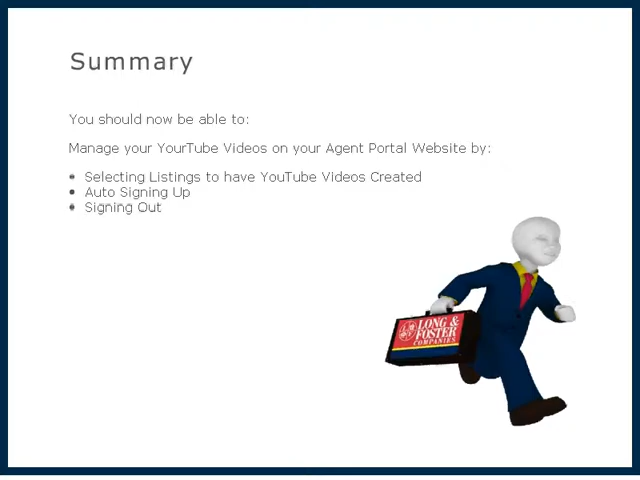 Summary
You should now be able to:
Manage your YourTube Videos on your Agent Portal Website by:
• Selecting Listings to have YouTube Videos Created
• Auto Signing Up
• Signing Out
LONG &
FOSTER
COMPANIES